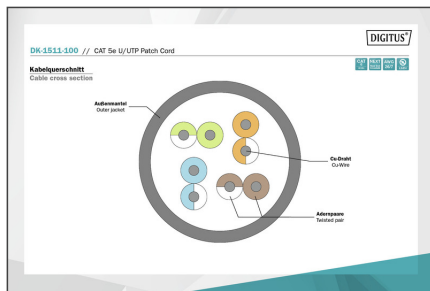 DIGITUS®
DK-1511-100 // CAT 5e U/UTP Patch Cord
Kabelquerschnitt
Cable cross section
Außenmantel
Outer jacket
Cu-Draht
Cu-Wire
Adernpaare
Twisted pair